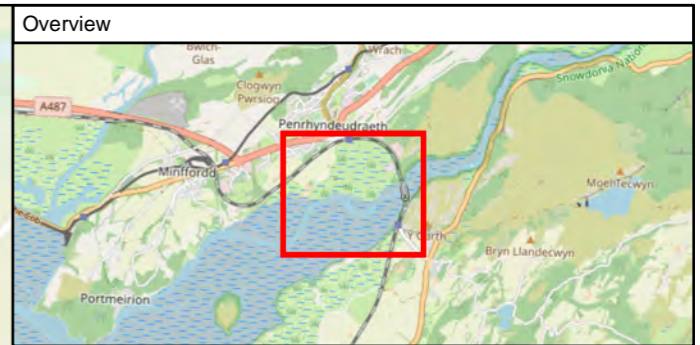 Overview
Bwlch-
Glas
Wrach
Clogwyn
Pwrsiog
Snowdonia Nation
A487
Penrhyndeudraeth
Minffordd
Moel Tecwyn
Y Garth
Bryn Llandecwyn
Portmeirion